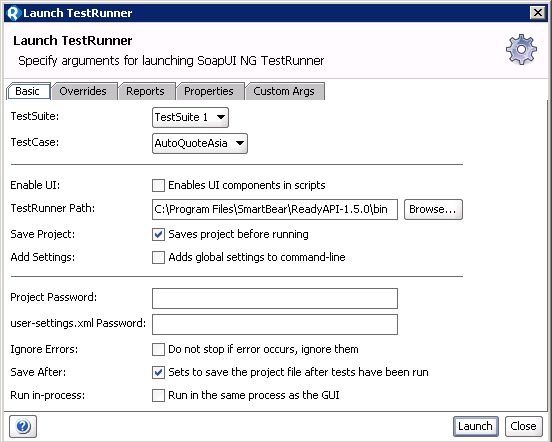 Launch TestRunner
Launch TestRunner
Specify arguments for launching SoapUI NG TestRunner
Basic Overrides Reports Properties Custom Args
TestSuite: TestSuite 1
TestCase: AutoQuoteAsia
Enable UI: Enables UI components in scripts
TestRunner Path: C:\Program Files\SmartBear\ReadyAPI-1.5.0\bin Browse...
Save Project: Saves project before running
Add Settings: Adds global settings to command-line
Project Password:
user-settings.xml Password:
Ignore Errors: Do not stop if error occurs, ignore them
Save After: Sets to save the project file after tests have been run
Run in-process: Run in the same process as the GUI
? Launch Close